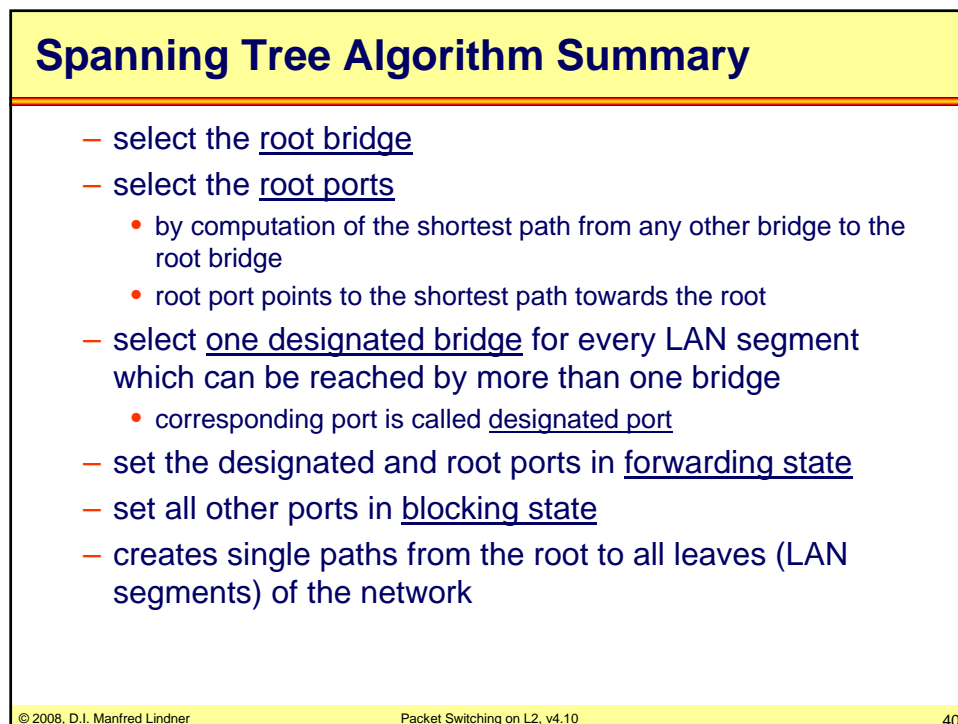 Spanning Tree Algorithm Summary
– select the root bridge
– select the root ports
• by computation of the shortest path from any other bridge to the
root bridge
• root port points to the shortest path towards the root
– select one designated bridge for every LAN segment
which can be reached by more than one bridge
• corresponding port is called designated port
– set the designated and root ports in forwarding state
– set all other ports in blocking state
– creates single paths from the root to all leaves (LAN
segments) of the network
© 2008, D.I. Manfred Lindner
Packet Switching on L2, v4.10
40